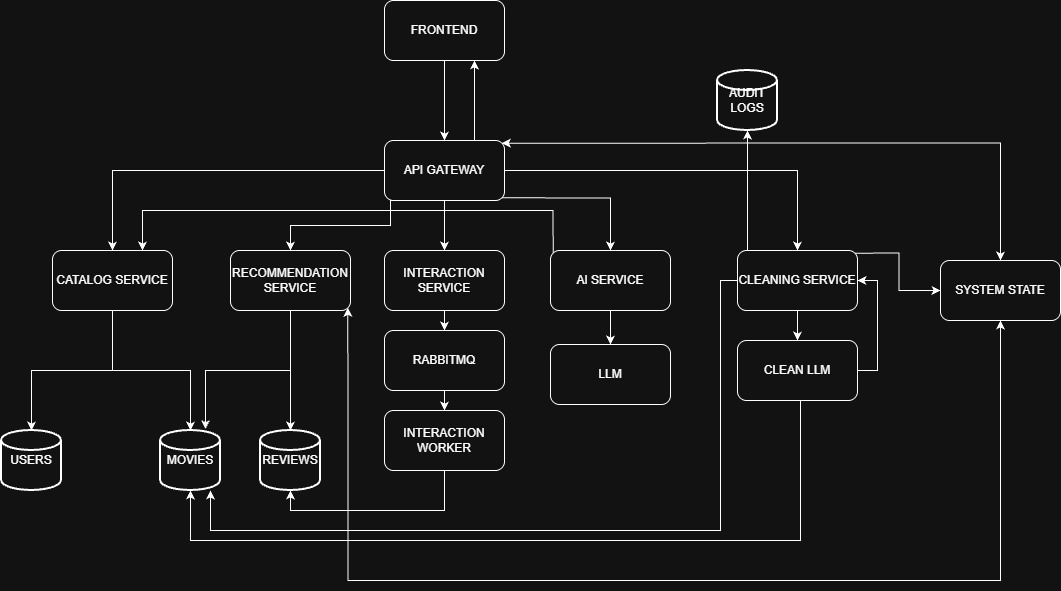 FRONTEND
AUDIT
LOGS
API GATEWAY
CATALOG SERVICE
RECOMMENDATION
SERVICE
INTERACTION
SERVICE
AI SERVICE
CLEANING SERVICE
SYSTEM STATE
RABBITMQ
LLM
CLEAN LLM
INTERACTION
WORKER
USERS
MOVIES
REVIEWS